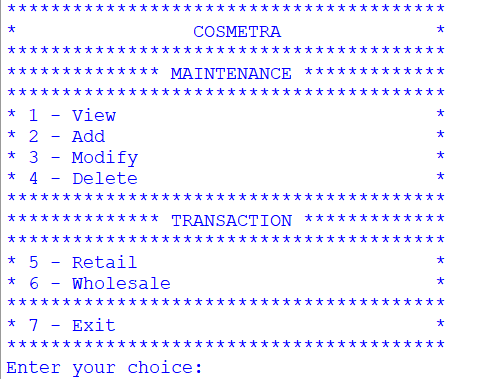 ****************************************
*                COSMETRA              *
****************************************
************** MAINTENANCE *************
****************************************
* 1 - View                             *
* 2 - Add                              *
* 3 - Modify                           *
* 4 - Delete                           *
****************************************
************** TRANSACTION *************
****************************************
* 5 - Retail                           *
* 6 - Wholesale                        *
****************************************
* 7 - Exit                             *
****************************************
Enter your choice: